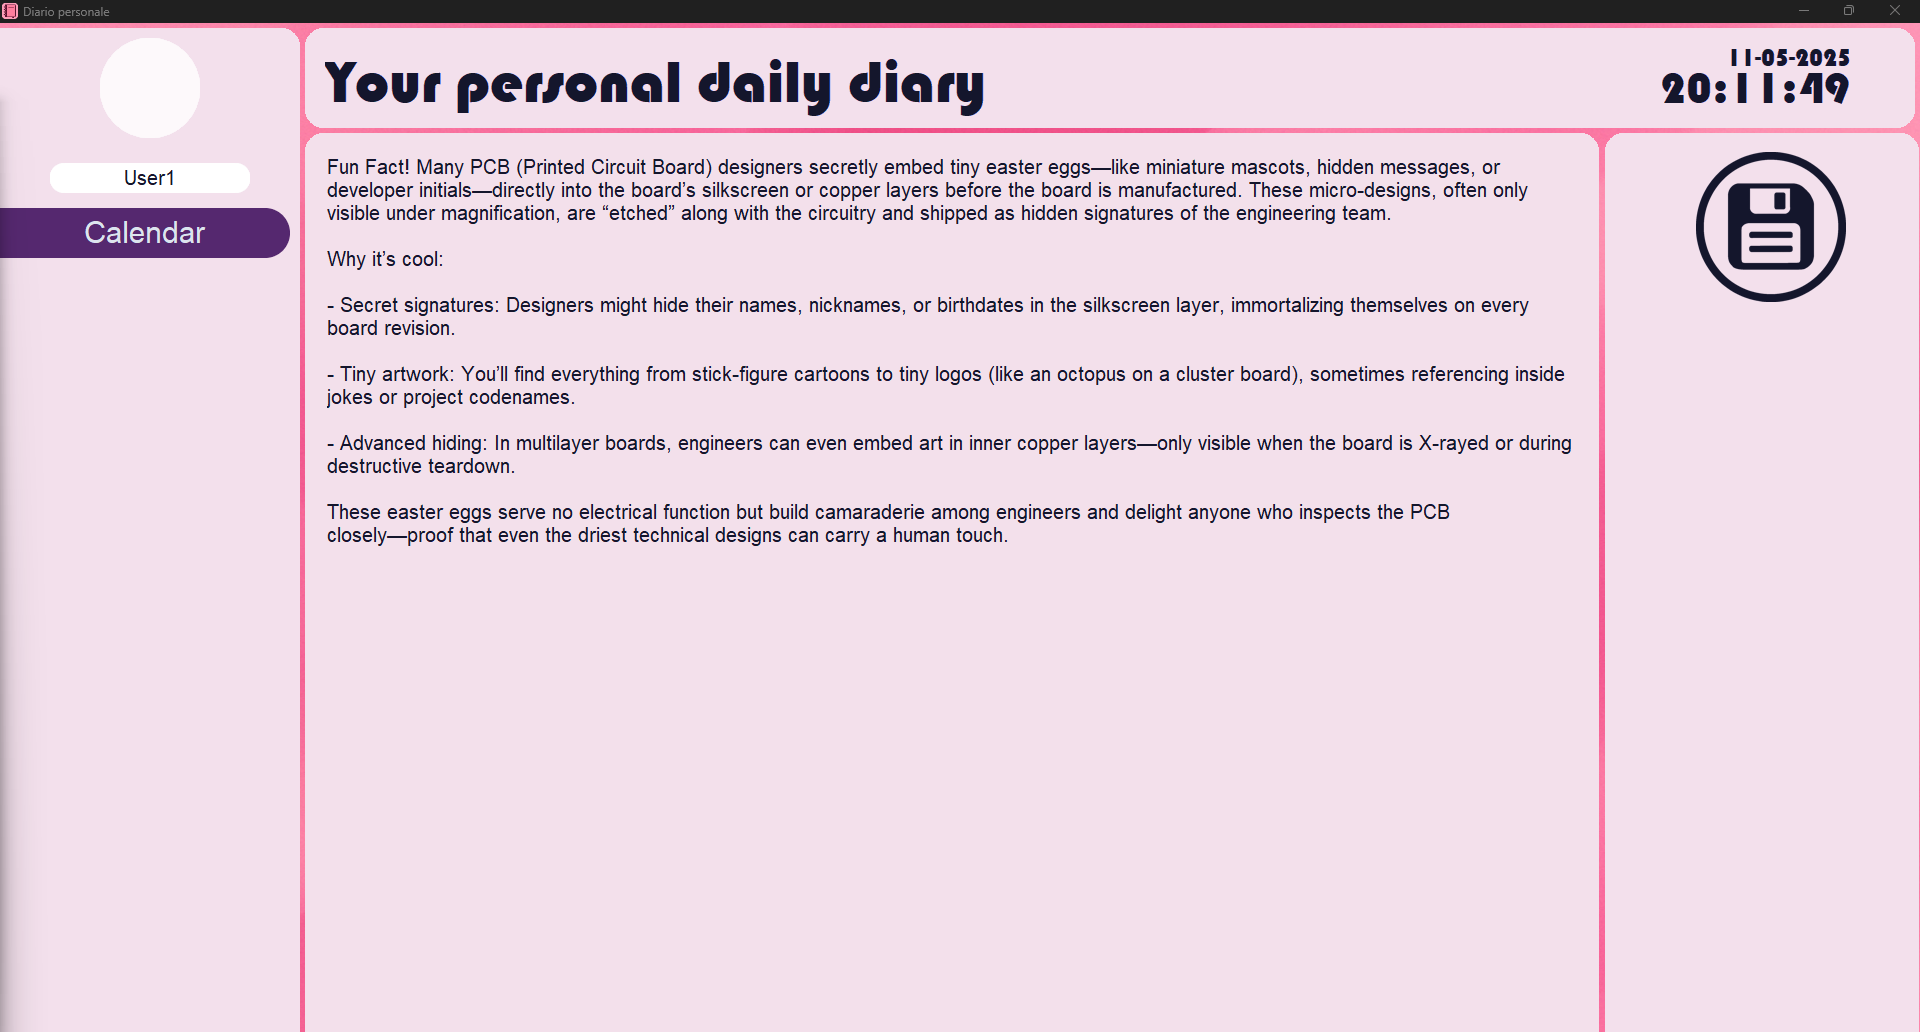 Diario personale
Your personal daily diary
11-05-2025
20:11:49
User1
Calendar
Fun Fact! Many PCB (Printed Circuit Board) designers secretly embed tiny easter eggs—like miniature mascots, hidden messages, or
developer initials—directly into the board’s silkscreen or copper layers before the board is manufactured. These micro-designs, often only
visible under magnification, are “etched” along with the circuitry and shipped as hidden signatures of the engineering team.
Why it’s cool:
- Secret signatures: Designers might hide their names, nicknames, or birthdates in the silkscreen layer, immortalizing themselves on every
board revision.
- Tiny artwork: You’ll find everything from stick-figure cartoons to tiny logos (like an octopus on a cluster board), sometimes referencing inside
jokes or project codenames.
- Advanced hiding: In multilayer boards, engineers can even embed art in inner copper layers—only visible when the board is X-rayed or during
destructive teardown.
These easter eggs serve no electrical function but build camaraderie among engineers and delight anyone who inspects the PCB
closely—proof that even the driest technical designs can carry a human touch.